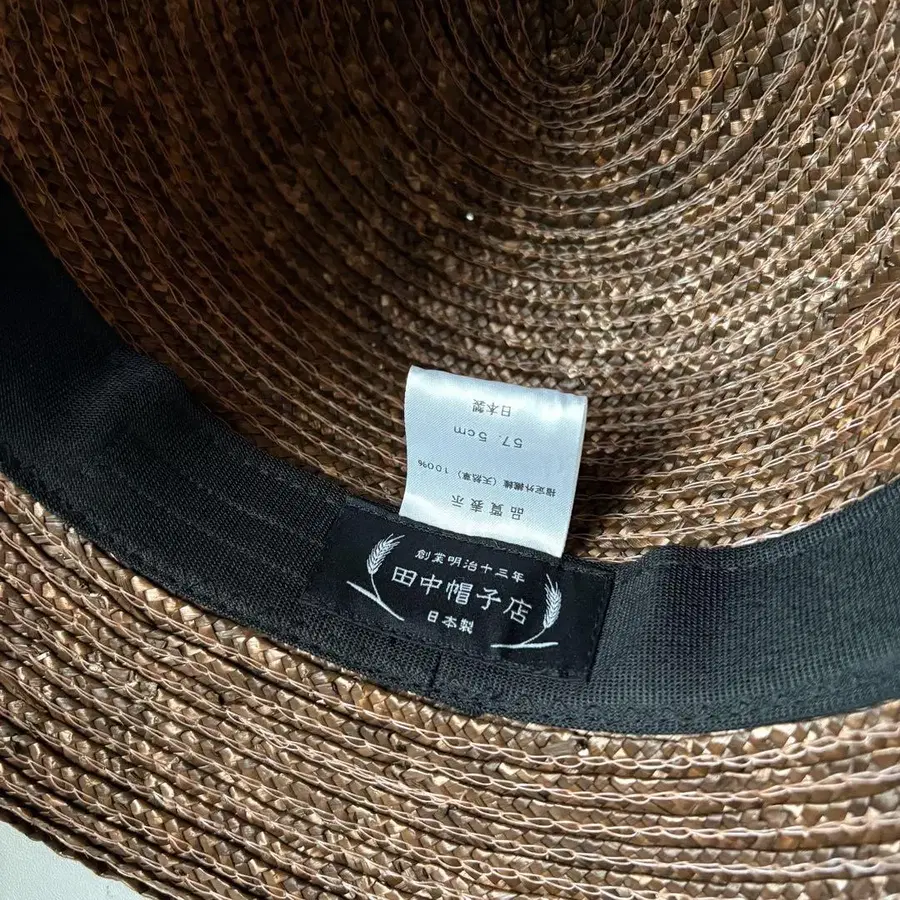 品質表示
指定外繊維（天然草）100%
57.5cm
日本製
創業明治十三年
田中帽子店
日本製